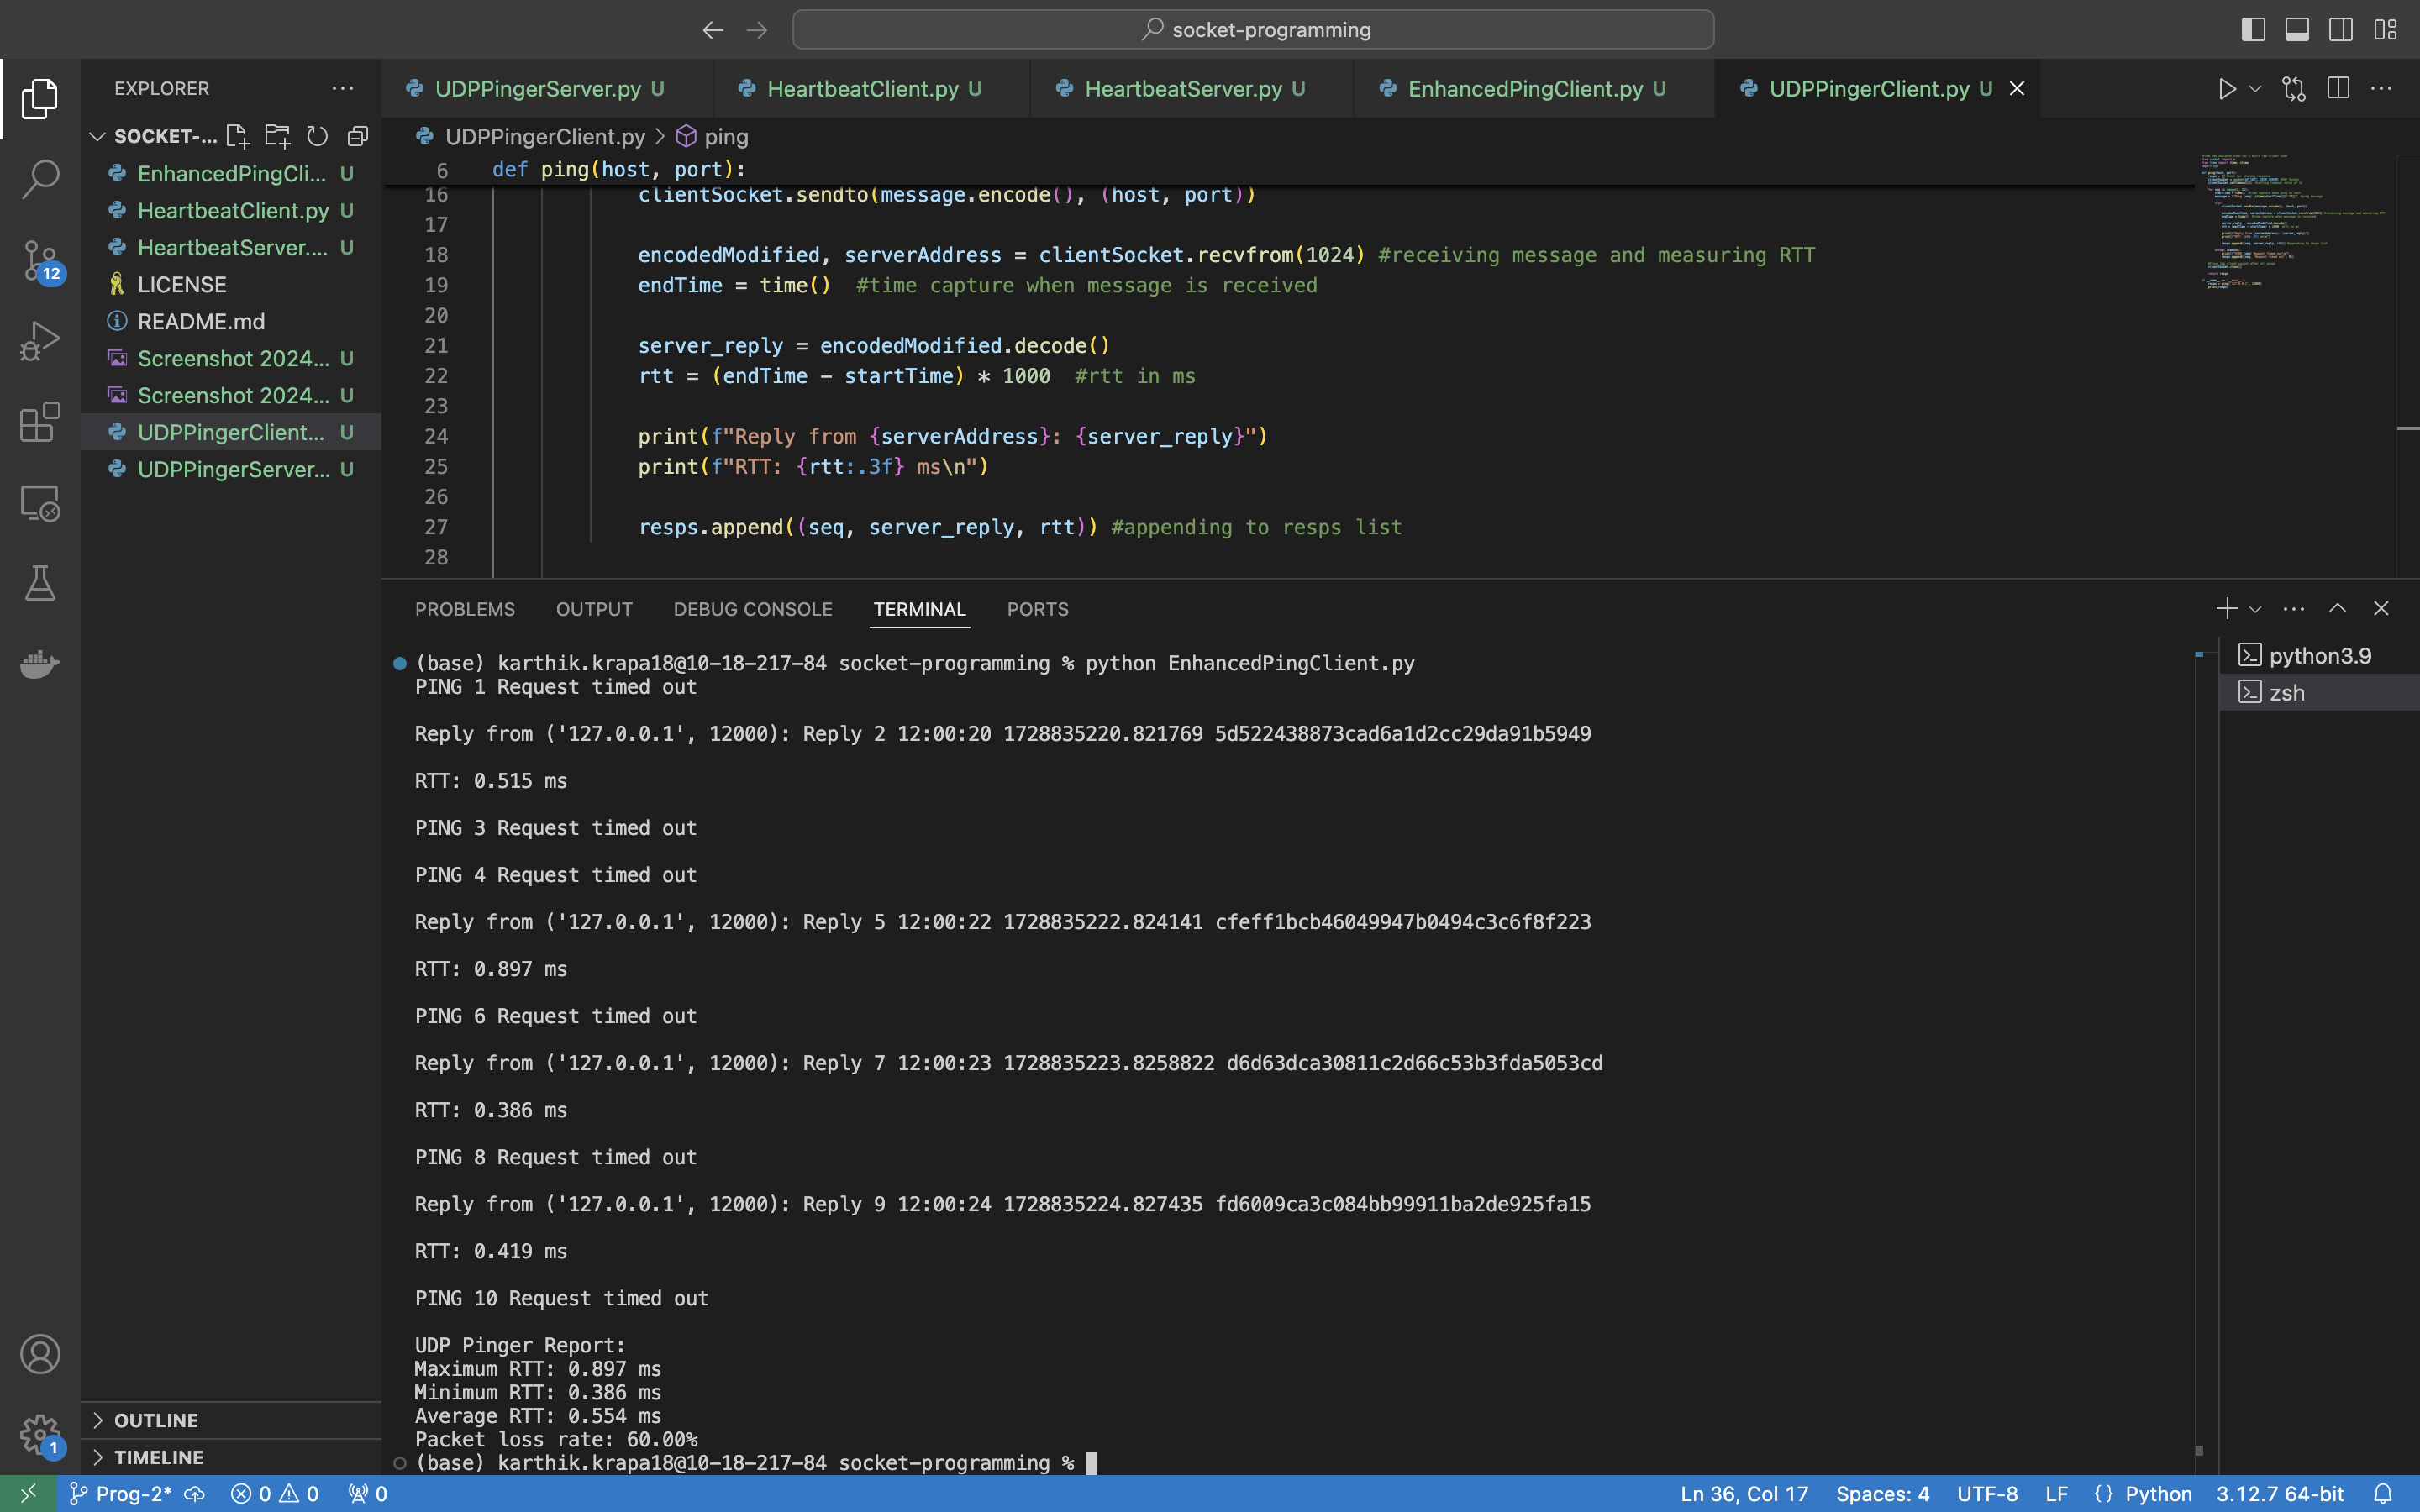 socket-programming
EXPLORER
SOCKET-...
EnhancedPingCli... U
HeartbeatClient.py U
HeartbeatServer.... U
LICENSE
README.md
Screenshot 2024... U
Screenshot 2024... U
UDPPingerClient... U
UDPPingerServer... U
12
OUTLINE
TIMELINE
1
UDPPingerServer.py U
HeartbeatClient.py U
HeartbeatServer.py U
EnhancedPingClient.py U
UDPPingerClient.py U
UDPPingerClient.py > ping
6 def ping(host, port):
16 clientSocket.sendto(message.encode(), (host, port))
17
18 encodedModified, serverAddress = clientSocket.recvfrom(1024) #receiving message and measuring RTT
19 endTime = time() #time capture when message is received
20
21 server_reply = encodedModified.decode()
22 rtt = (endTime - startTime) * 1000 #rtt in ms
23
24 print(f"Reply from {serverAddress}: {server_reply}")
25 print(f"RTT: {rtt:.3f} ms\n")
26
27 resps.append((seq, server_reply, rtt)) #appending to resps list
28
PROBLEMS OUTPUT DEBUG CONSOLE TERMINAL PORTS
python3.9
zsh
(base) karthik.krapa18@10-18-217-84 socket-programming % python EnhancedPingClient.py
PING 1 Request timed out
Reply from ('127.0.0.1', 12000): Reply 2 12:00:20 1728835220.821769 5d522438873cad6a1d2cc29da91b5949
RTT: 0.515 ms
PING 3 Request timed out
PING 4 Request timed out
Reply from ('127.0.0.1', 12000): Reply 5 12:00:22 1728835222.824141 cfeff1bcb46049947b0494c3c6f8f223
RTT: 0.897 ms
PING 6 Request timed out
Reply from ('127.0.0.1', 12000): Reply 7 12:00:23 1728835223.8258822 d6d63dca30811c2d66c53b3fda5053cd
RTT: 0.386 ms
PING 8 Request timed out
Reply from ('127.0.0.1', 12000): Reply 9 12:00:24 1728835224.827435 fd6009ca3c084bb99911ba2de925fa15
RTT: 0.419 ms
PING 10 Request timed out
UDP Pinger Report:
Maximum RTT: 0.897 ms
Minimum RTT: 0.386 ms
Average RTT: 0.554 ms
Packet loss rate: 60.00%
(base) karthik.krapa18@10-18-217-84 socket-programming %
Prog-2* 0 0 0 Ln 36, Col 17 Spaces: 4 UTF-8 LF {} Python 3.12.7 64-bit